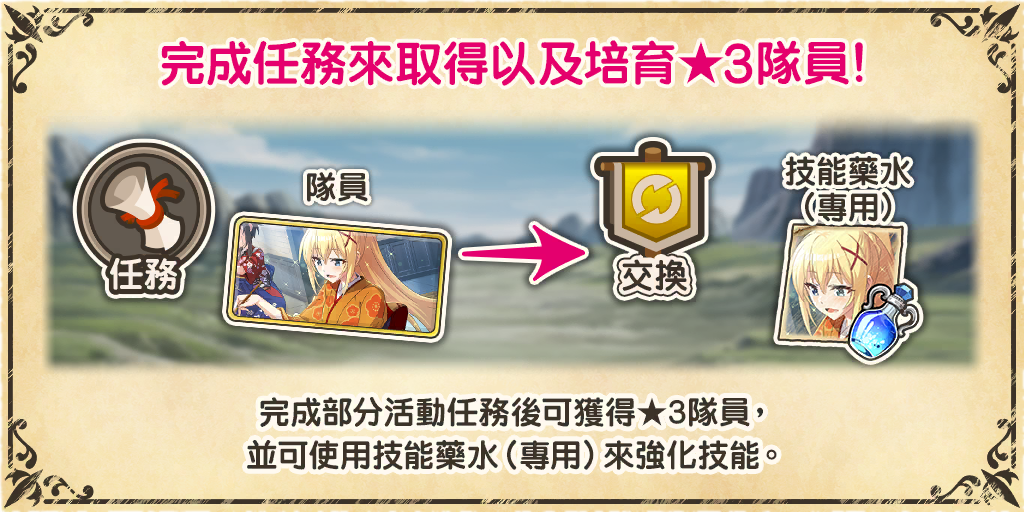 完成任務來取得以及培育★3隊員!
任務
隊員
交換
技能藥水
（專用）
完成部分活動任務後可獲得★3隊員，
並可使用技能藥水（專用）來強化技能。